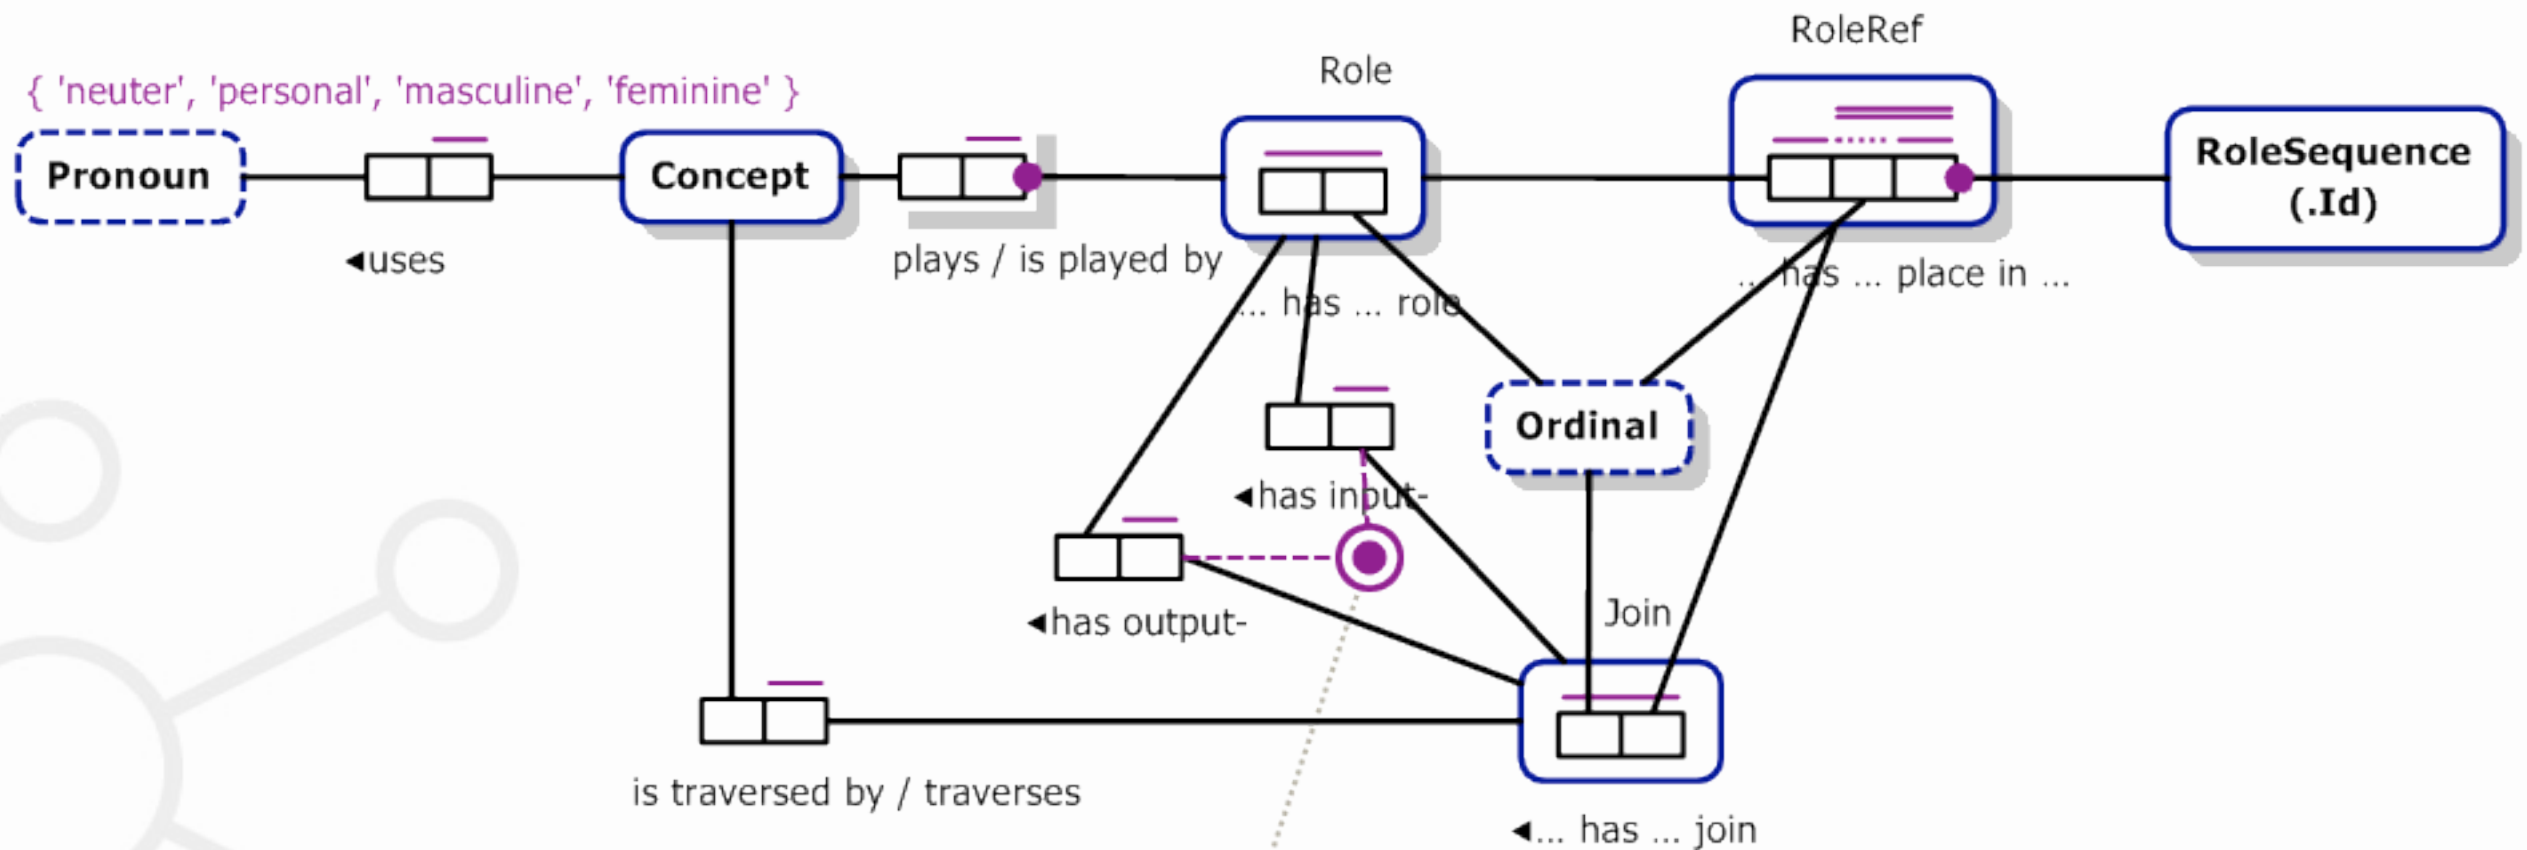 RoleRef
Role
{ 'neuter', 'personal', 'masculine', 'feminine' }
Pronoun
Concept
RoleSequence
(.Id)
◄uses
plays / is played by
... has ... role
... has ... place in ...
Ordinal
◄has input-
◄has output-
Join
is traversed by / traverses
◄... has ... join